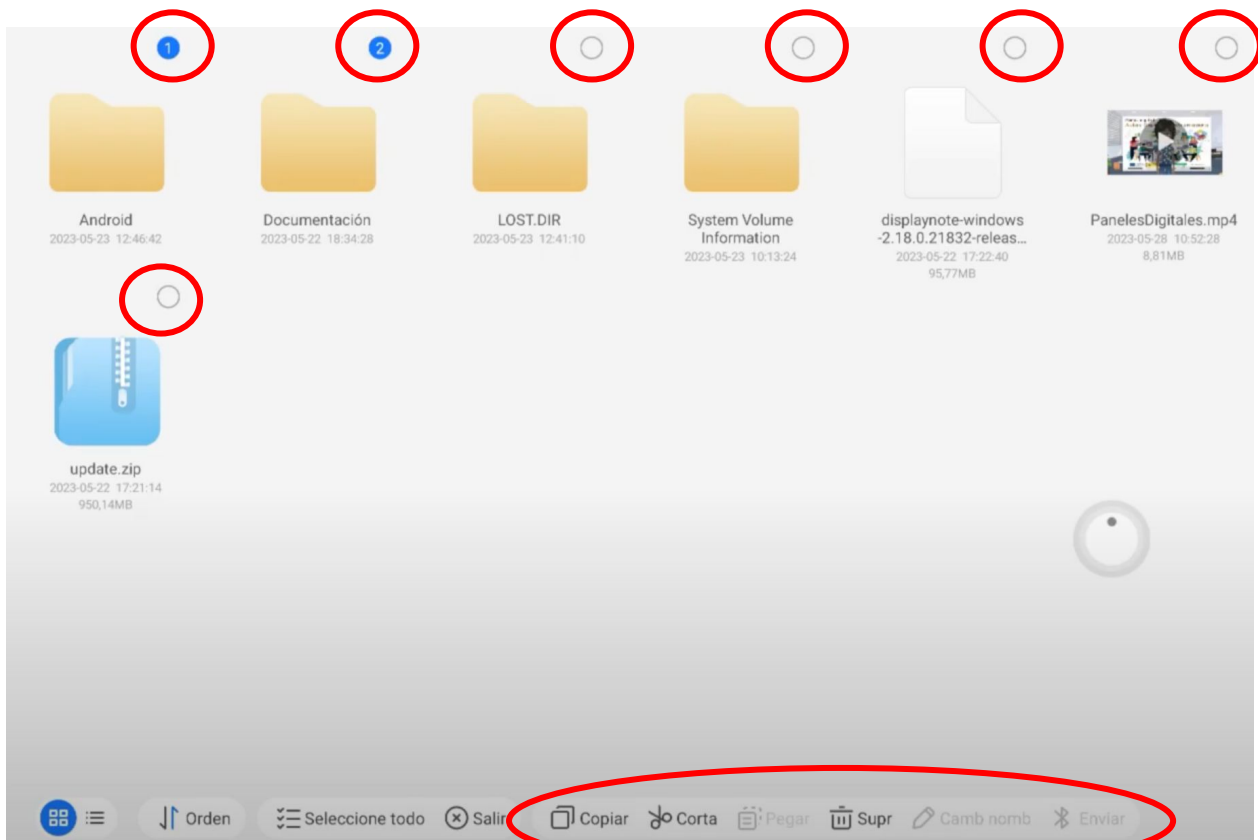 1
2
Android
2023-05-23 12:46:42
Documentación
2023-05-22 18:34:28
LOST.DIR
2023-05-23 12:41:10
System Volume
Information
2023-05-23 10:13:24
displaynote-windows
-2.18.0.21832-releas...
2023-05-22 17:22:40
95,77MB
PanelesDigitales.mp4
2023-05-28 10:52:28
8,81MB
update.zip
2023-05-22 17:21:14
950,14MB
Orden
Seleccione todo
Salir
Copiar
Corta
Pegar
Supr
Camb nomb
Enviar